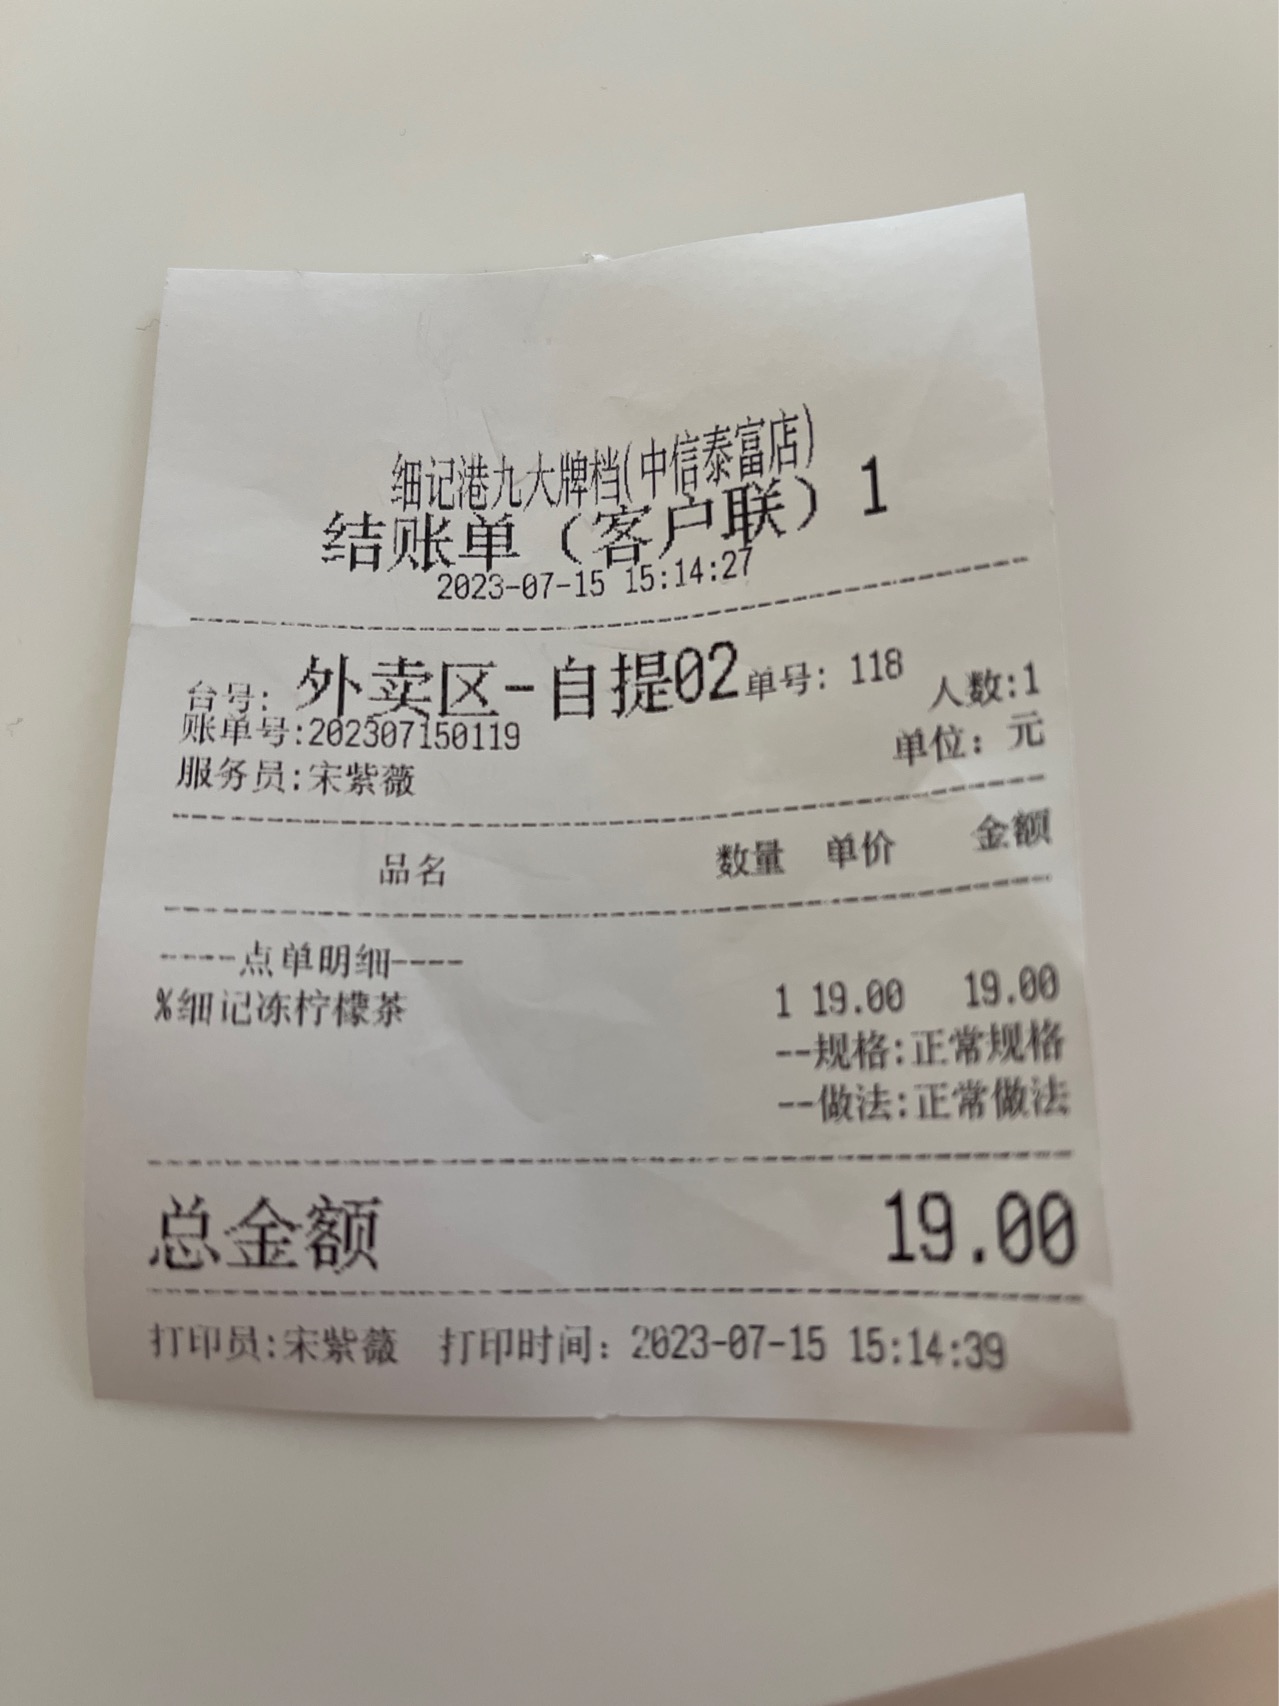 细记港九大牌档(中信泰富店)
结账单（客户联）1
2023-07-15 15:14:27
台号: 外卖区-自提02 单号: 118 人数:1
账单号:202307150119 单位: 元
服务员:宋紫薇
品名 数量 单价 金额
-----点单明细----
%细记冻柠檬茶 1 19.00 19.00
--规格:正常规格
--做法:正常做法
总金额 19.00
打印员:宋紫薇 打印时间: 2023-07-15 15:14:39